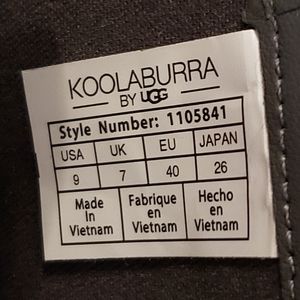 KOOLABURRA
BY UGG
Style Number: 1105841
USA UK EU JAPAN
9 7 40 26
Made Fabrique Hecho
In en en
Vietnam Vietnam Vietnam